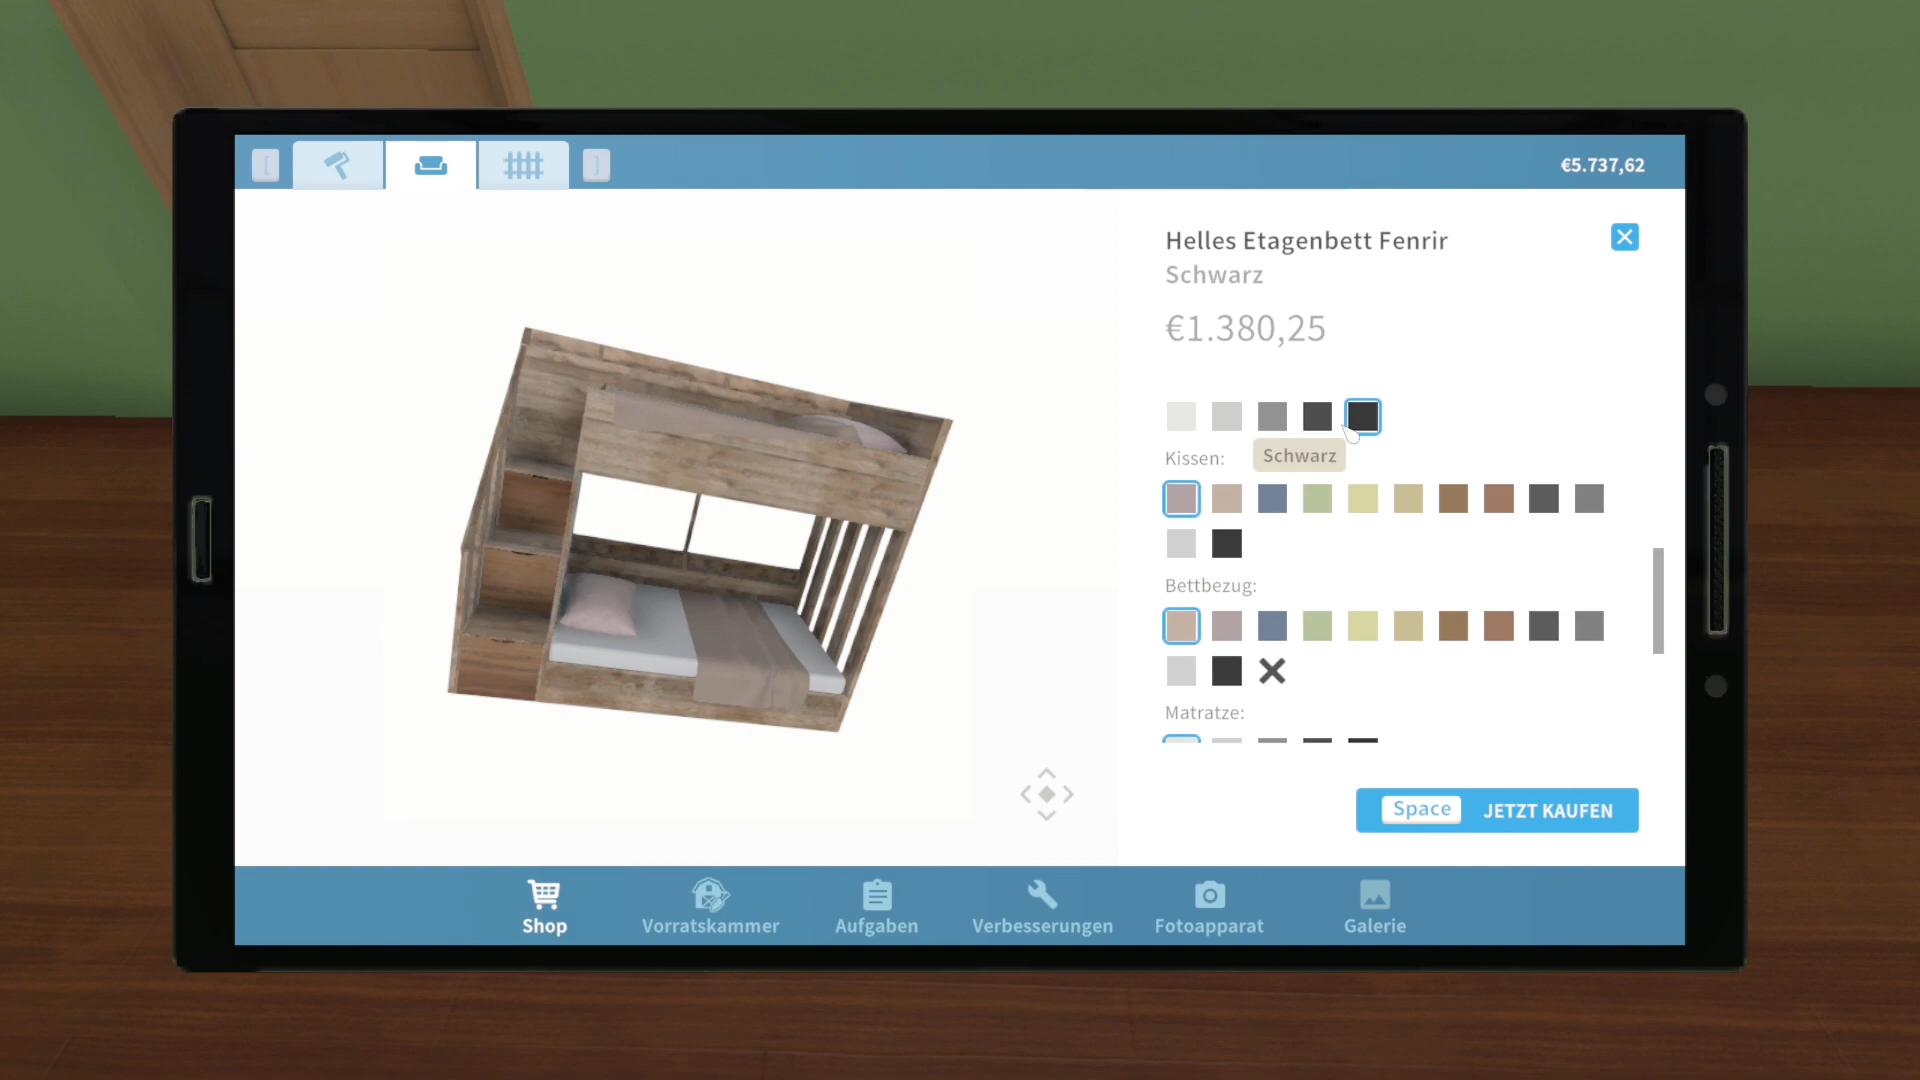 [
]
€5.737,62
Helles Etagenbett Fenrir
Schwarz
€1.380,25
Schwarz
Kissen:
Bettbezug:
Matratze:
Space JETZT KAUFEN
Shop
Vorratskammer
Aufgaben
Verbesserungen
Fotoapparat
Galerie